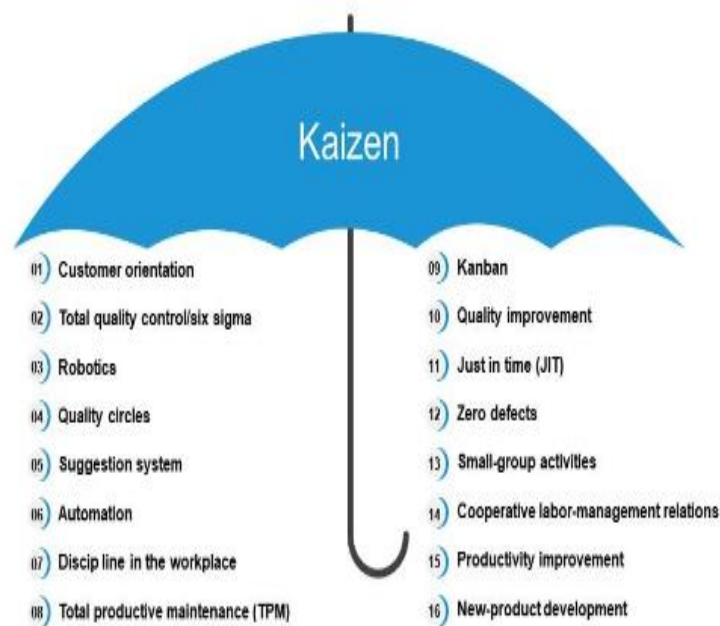 Kaizen
01 Customer orientation
02 Total quality control/six sigma
03 Robotics
04 Quality circles
05 Suggestion system
06 Automation
07 Discip line in the workplace
08 Total productive maintenance (TPM)
09 Kanban
10 Quality improvement
11 Just in time (JIT)
12 Zero defects
13 Small-group activities
14 Cooperative labor-management relations
15 Productivity improvement
16 New-product development